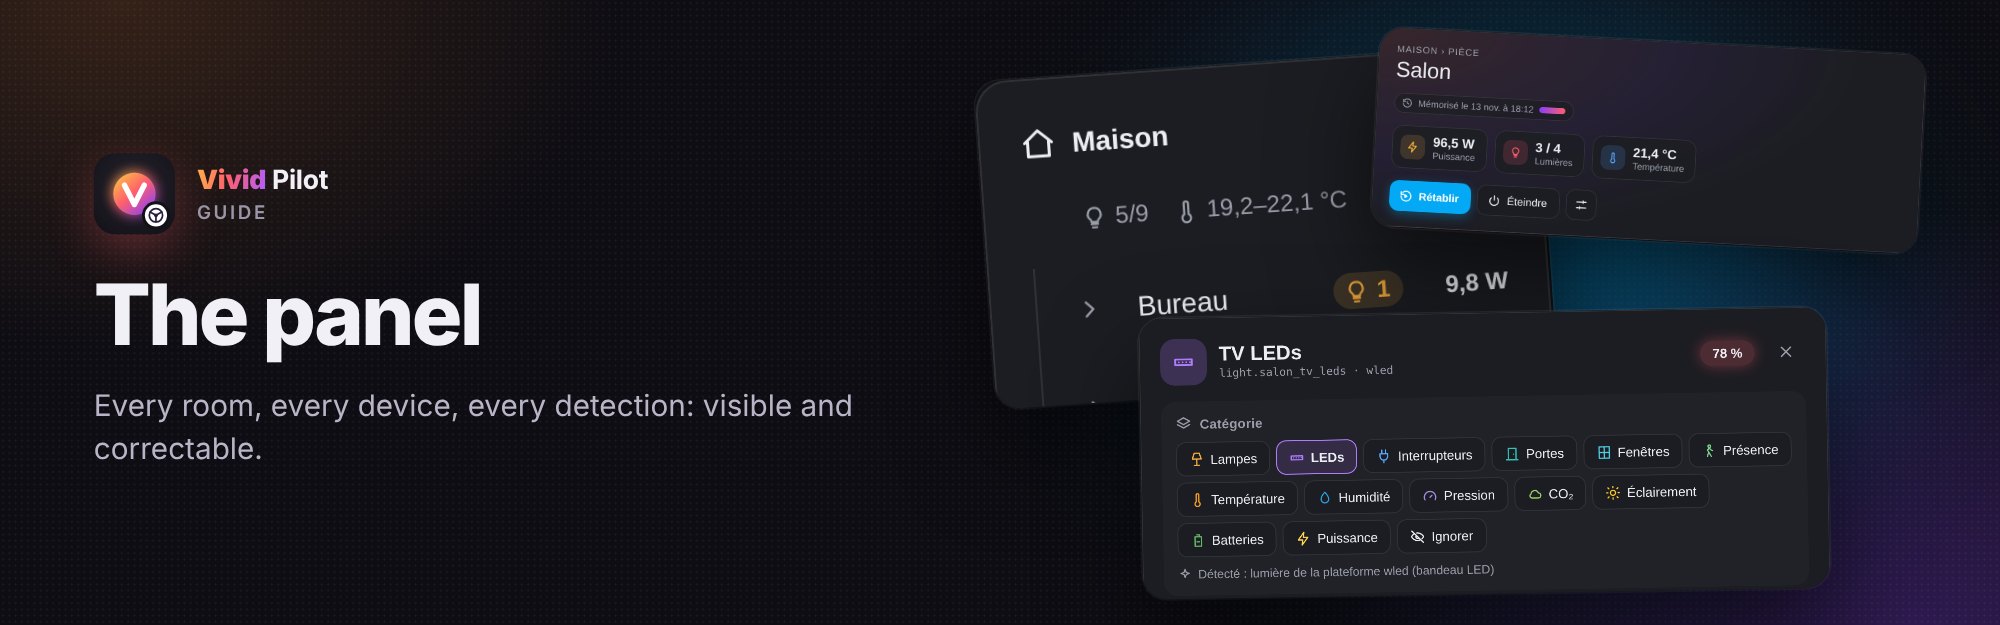 Vivid Pilot
GUIDE
The panel
Every room, every device, every detection: visible and
correctable.
Maison
5/9 19,2–22,1 °C
Bureau 1 9,8 W
MAISON › PIÈCE
Salon
Mémorisé le 13 nov. à 18:12
96,5 W
Puissance
3 / 4
Lumières
21,4 °C
Température
Rétablir Éteindre
TV LEDs
light.salon_tv_leds · wled
78 %
Catégorie
Lampes LEDs Interrupteurs Portes Fenêtres Présence
Température Humidité Pression CO₂ Éclairement
Batteries Puissance Ignorer
Détecté : lumière de la plateforme wled (bandeau LED)